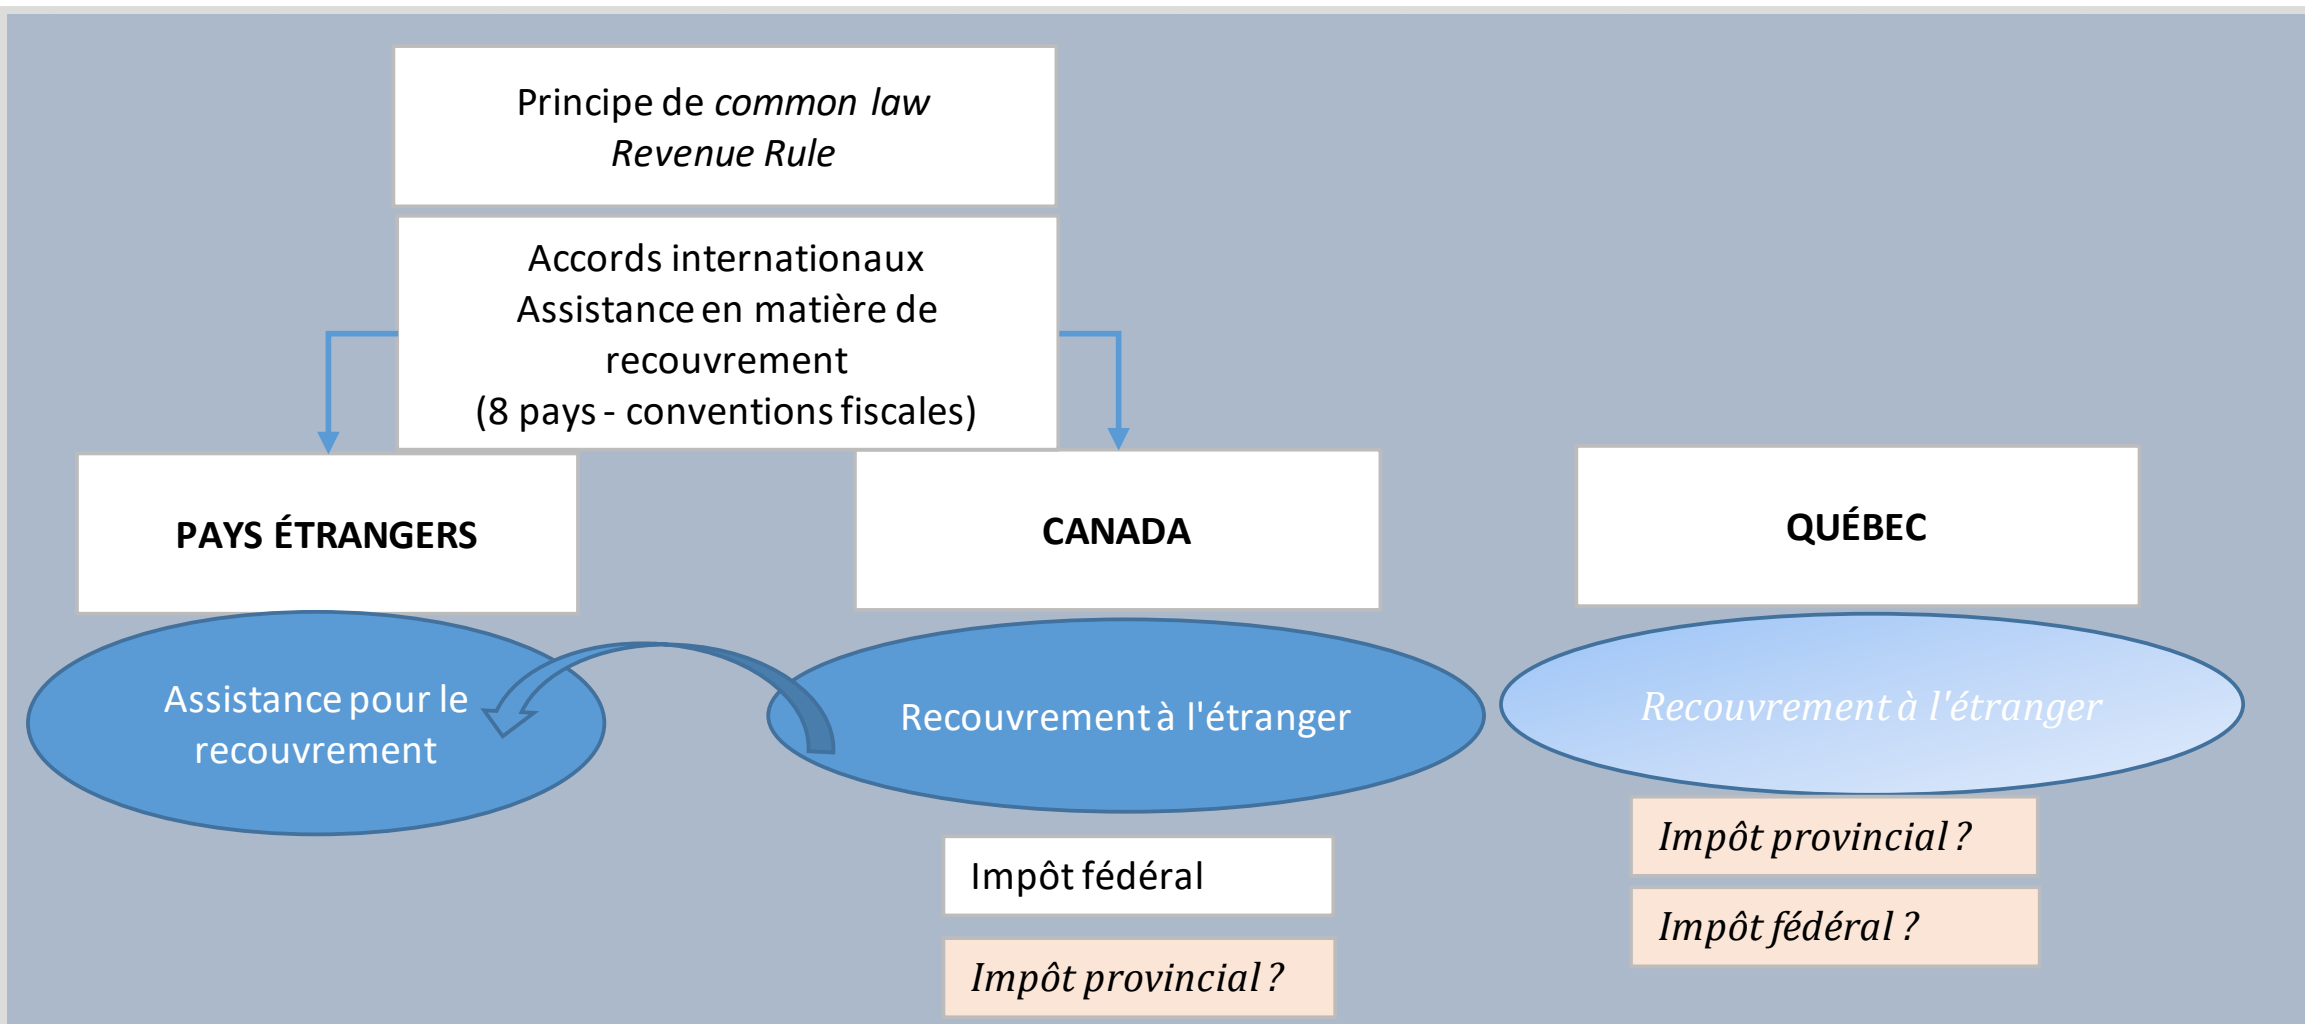 Principe de common law
Revenue Rule
Accords internationaux
Assistance en matière de
recouvrement
(8 pays - conventions fiscales)
PAYS ÉTRANGERS
CANADA
QUÉBEC
Assistance pour le
recouvrement
Recouvrement à l'étranger
Recouvrement à l'étranger
Impôt fédéral
Impôt provincial ?
Impôt provincial ?
Impôt fédéral ?